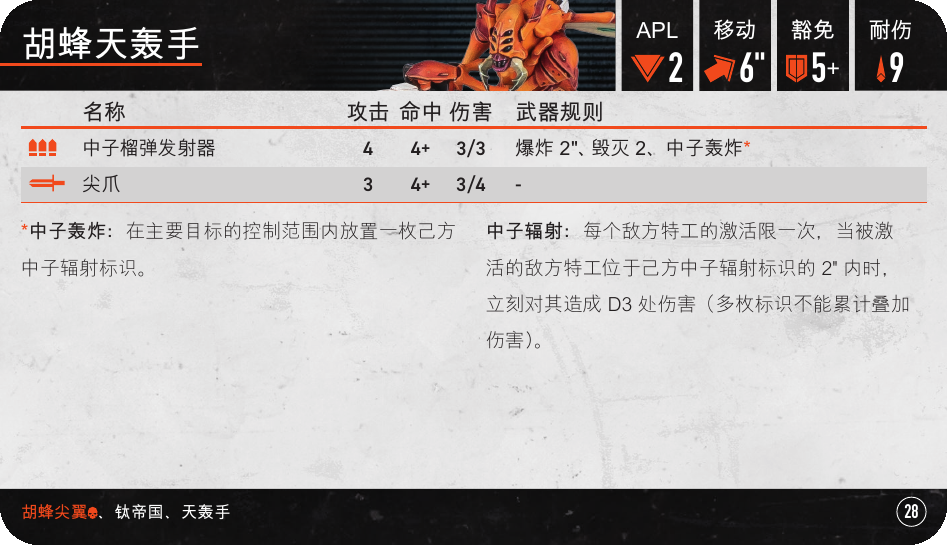 胡蜂天轰手
APL 移动 豁免 耐伤
2 6" 5+ 9
名称 攻击 命中 伤害 武器规则
中子榴弹发射器 4 4+ 3/3 爆炸 2"、毁灭 2、中子轰炸*
尖爪 3 4+ 3/4 -
*中子轰炸：在主要目标的控制范围内放置一枚己方
中子辐射标识。
中子辐射：每个敌方特工的激活限一次，当被激
活的敌方特工位于己方中子辐射标识的 2" 内时，
立刻对其造成 D3 处伤害（多枚标识不能累计叠加
伤害）。
胡蜂尖翼、钛帝国、天轰手
28